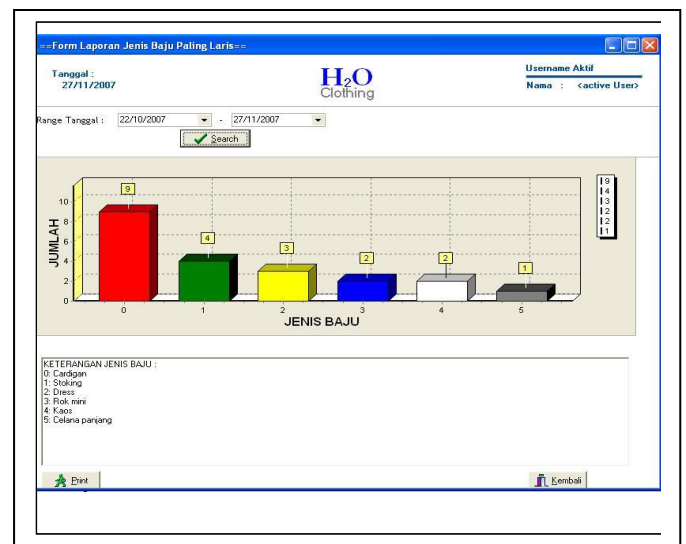 ==Form Laporan Jenis Baju Paling Laris==
Tanggal :
27/11/2007
H2O
Clothing
Username Aktif
Nama : <active User>
Range Tanggal : 22/10/2007 - 27/11/2007
Search
JUMLAH
10
8
6
4
2
0
9
4
3
2
2
1
0 1 2 3 4 5
JENIS BAJU
9
4
3
2
2
1
KETERANGAN JENIS BAJU :
0: Cardigan
1: Stoking
2: Dress
3: Rok mini
4: Kaos
5: Celana panjang
Print
Kembali